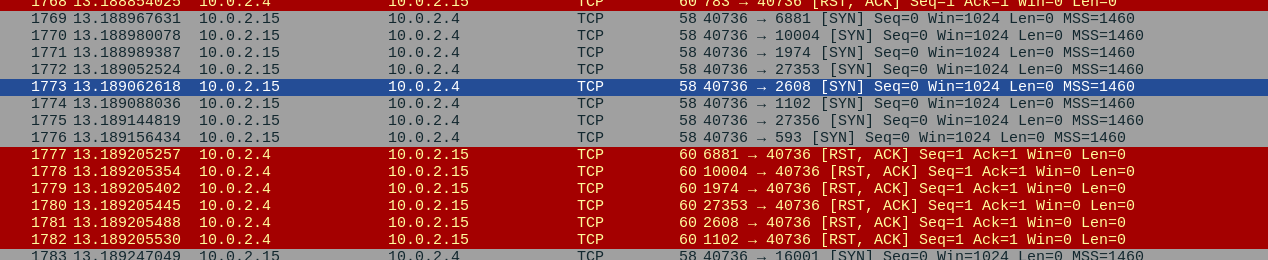 1768 13.188854025 10.0.2.4 10.0.2.15 TCP 60 783 → 40736 [RST, ACK] Seq=1 Ack=1 Win=0 Len=0
1769 13.188967631 10.0.2.15 10.0.2.4 TCP 58 40736 → 6881 [SYN] Seq=0 Win=1024 Len=0 MSS=1460
1770 13.188980078 10.0.2.15 10.0.2.4 TCP 58 40736 → 10004 [SYN] Seq=0 Win=1024 Len=0 MSS=1460
1771 13.188989387 10.0.2.15 10.0.2.4 TCP 58 40736 → 1974 [SYN] Seq=0 Win=1024 Len=0 MSS=1460
1772 13.189052524 10.0.2.15 10.0.2.4 TCP 58 40736 → 27353 [SYN] Seq=0 Win=1024 Len=0 MSS=1460
1773 13.189062618 10.0.2.15 10.0.2.4 TCP 58 40736 → 2608 [SYN] Seq=0 Win=1024 Len=0 MSS=1460
1774 13.189088036 10.0.2.15 10.0.2.4 TCP 58 40736 → 1102 [SYN] Seq=0 Win=1024 Len=0 MSS=1460
1775 13.189144819 10.0.2.15 10.0.2.4 TCP 58 40736 → 27356 [SYN] Seq=0 Win=1024 Len=0 MSS=1460
1776 13.189156434 10.0.2.15 10.0.2.4 TCP 58 40736 → 593 [SYN] Seq=0 Win=1024 Len=0 MSS=1460
1777 13.189205257 10.0.2.4 10.0.2.15 TCP 60 6881 → 40736 [RST, ACK] Seq=1 Ack=1 Win=0 Len=0
1778 13.189205354 10.0.2.4 10.0.2.15 TCP 60 10004 → 40736 [RST, ACK] Seq=1 Ack=1 Win=0 Len=0
1779 13.189205402 10.0.2.4 10.0.2.15 TCP 60 1974 → 40736 [RST, ACK] Seq=1 Ack=1 Win=0 Len=0
1780 13.189205445 10.0.2.4 10.0.2.15 TCP 60 27353 → 40736 [RST, ACK] Seq=1 Ack=1 Win=0 Len=0
1781 13.189205488 10.0.2.4 10.0.2.15 TCP 60 2608 → 40736 [RST, ACK] Seq=1 Ack=1 Win=0 Len=0
1782 13.189205530 10.0.2.4 10.0.2.15 TCP 60 1102 → 40736 [RST, ACK] Seq=1 Ack=1 Win=0 Len=0
1783 13.189247049 10.0.2.15 10.0.2.4 TCP 58 40736 → 16001 [SYN] Seq=0 Win=1024 Len=0 MSS=1460